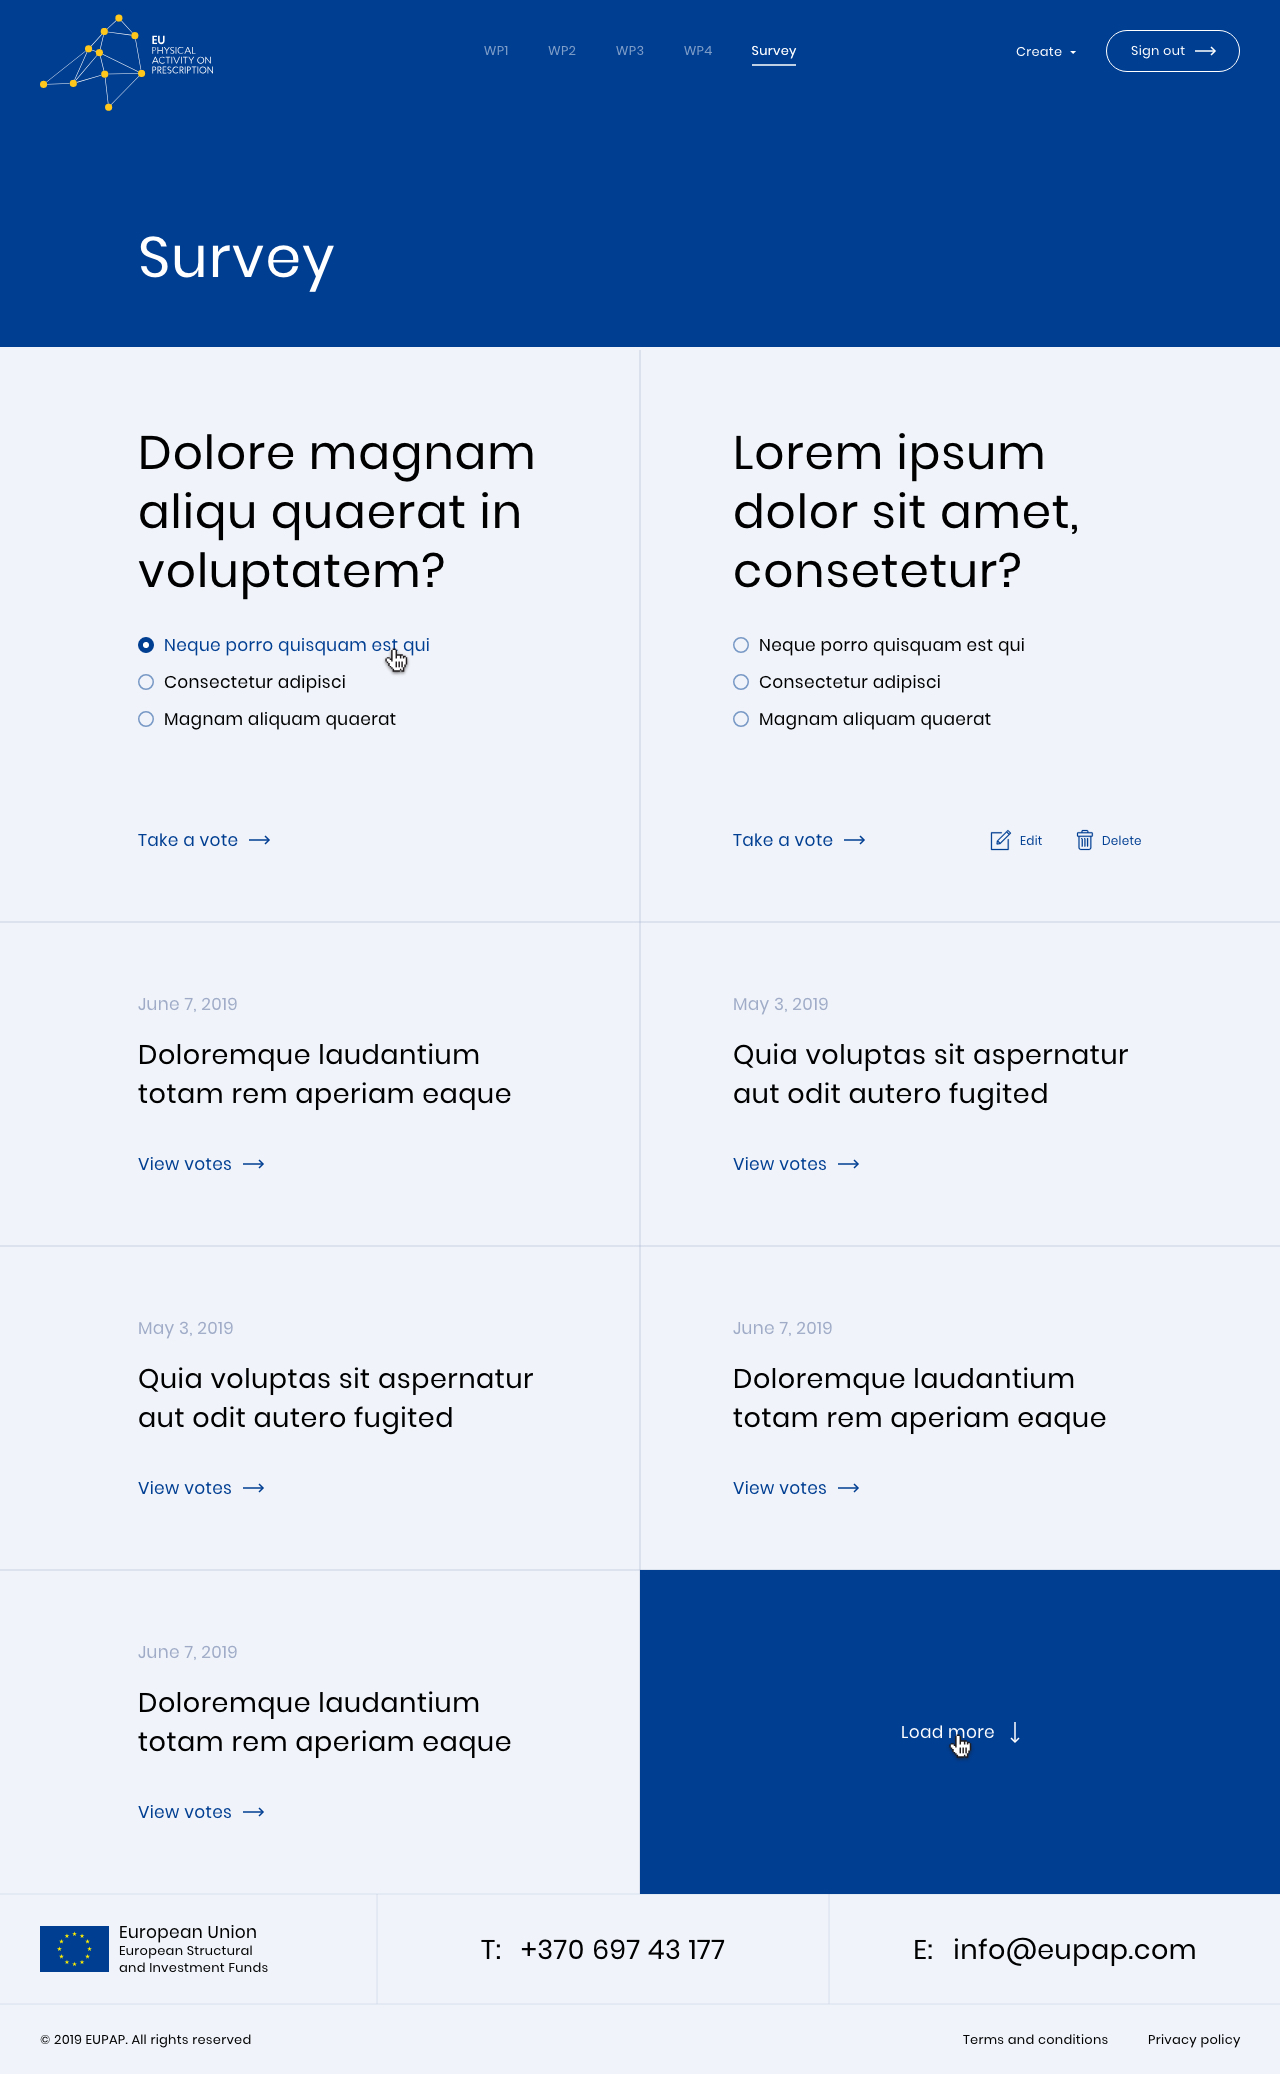 EU
PHYSICAL
ACTIVITY ON
PRESCRIPTION
WP1
WP2
WP3
WP4
Survey
Create
Sign out
Survey
Dolore magnam
aliqu quaerat in
voluptatem?
Neque porro quisquam est qui
Consectetur adipisci
Magnam aliquam quaerat
Take a vote
Lorem ipsum
dolor sit amet,
consetetur?
Neque porro quisquam est qui
Consectetur adipisci
Magnam aliquam quaerat
Take a vote
Edit
Delete
June 7, 2019
Doloremque laudantium
totam rem aperiam eaque
View votes
May 3, 2019
Quia voluptas sit aspernatur
aut odit autero fugited
View votes
May 3, 2019
Quia voluptas sit aspernatur
aut odit autero fugited
View votes
June 7, 2019
Doloremque laudantium
totam rem aperiam eaque
View votes
June 7, 2019
Doloremque laudantium
totam rem aperiam eaque
View votes
Load more
European Union
European Structural
and Investment Funds
T: +370 697 43 177
E: info@eupap.com
© 2019 EUPAP. All rights reserved
Terms and conditions
Privacy policy